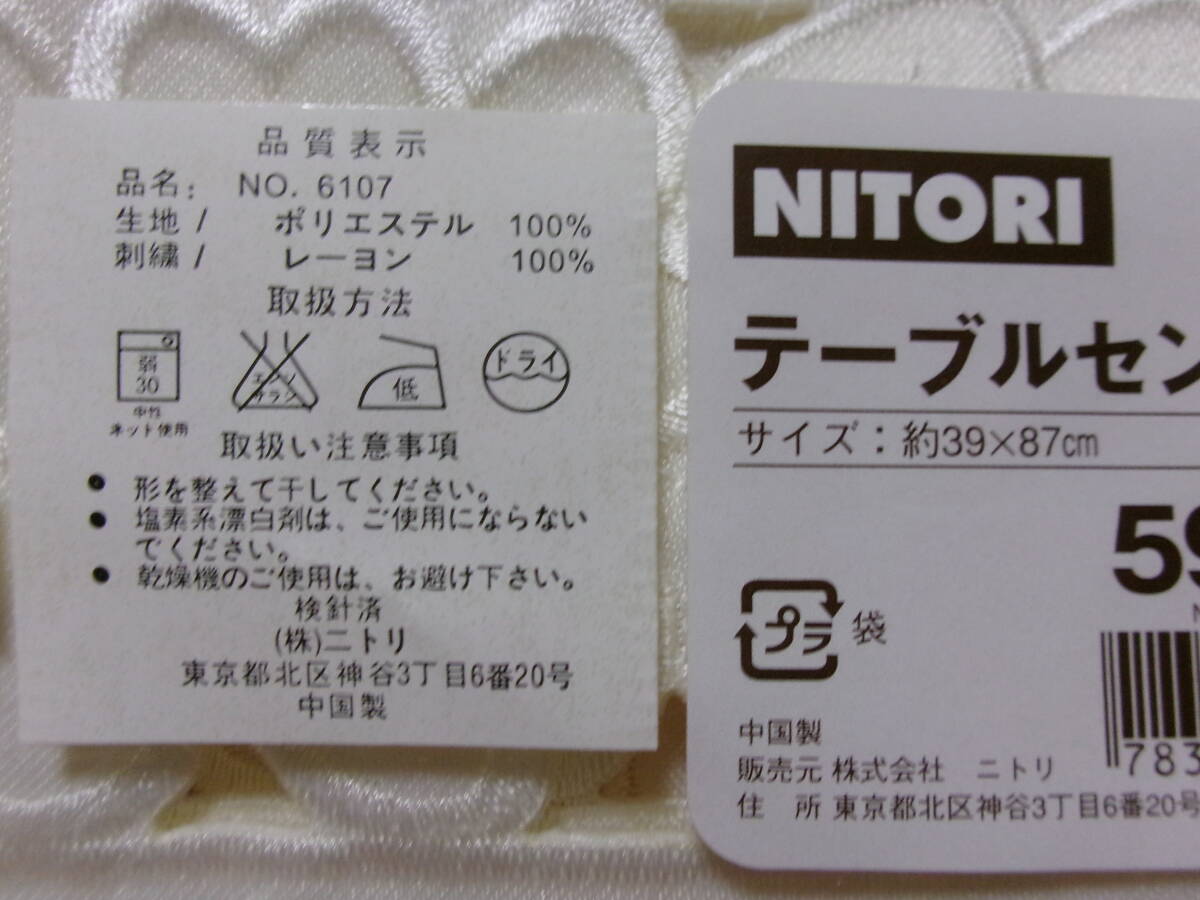 品質表示
品名: NO. 6107
生地 / ポリエステル 100%
刺繍 / レーヨン 100%
取扱方法
弱
30
中性
ネット使用
エンソ
サラシ
低
ドライ
取扱い注意事項
● 形を整えて干してください。
● 塩素系漂白剤は、ご使用にならない
でください。
● 乾燥機のご使用は、お避け下さい。
検針済
(株)ニトリ
東京都北区神谷3丁目6番20号
中国製
NITORI
テーブルセン
サイズ：約39×87cm
59
プラ 袋
783
中国製
販売元 株式会社 ニトリ
住 所 東京都北区神谷3丁目6番20号